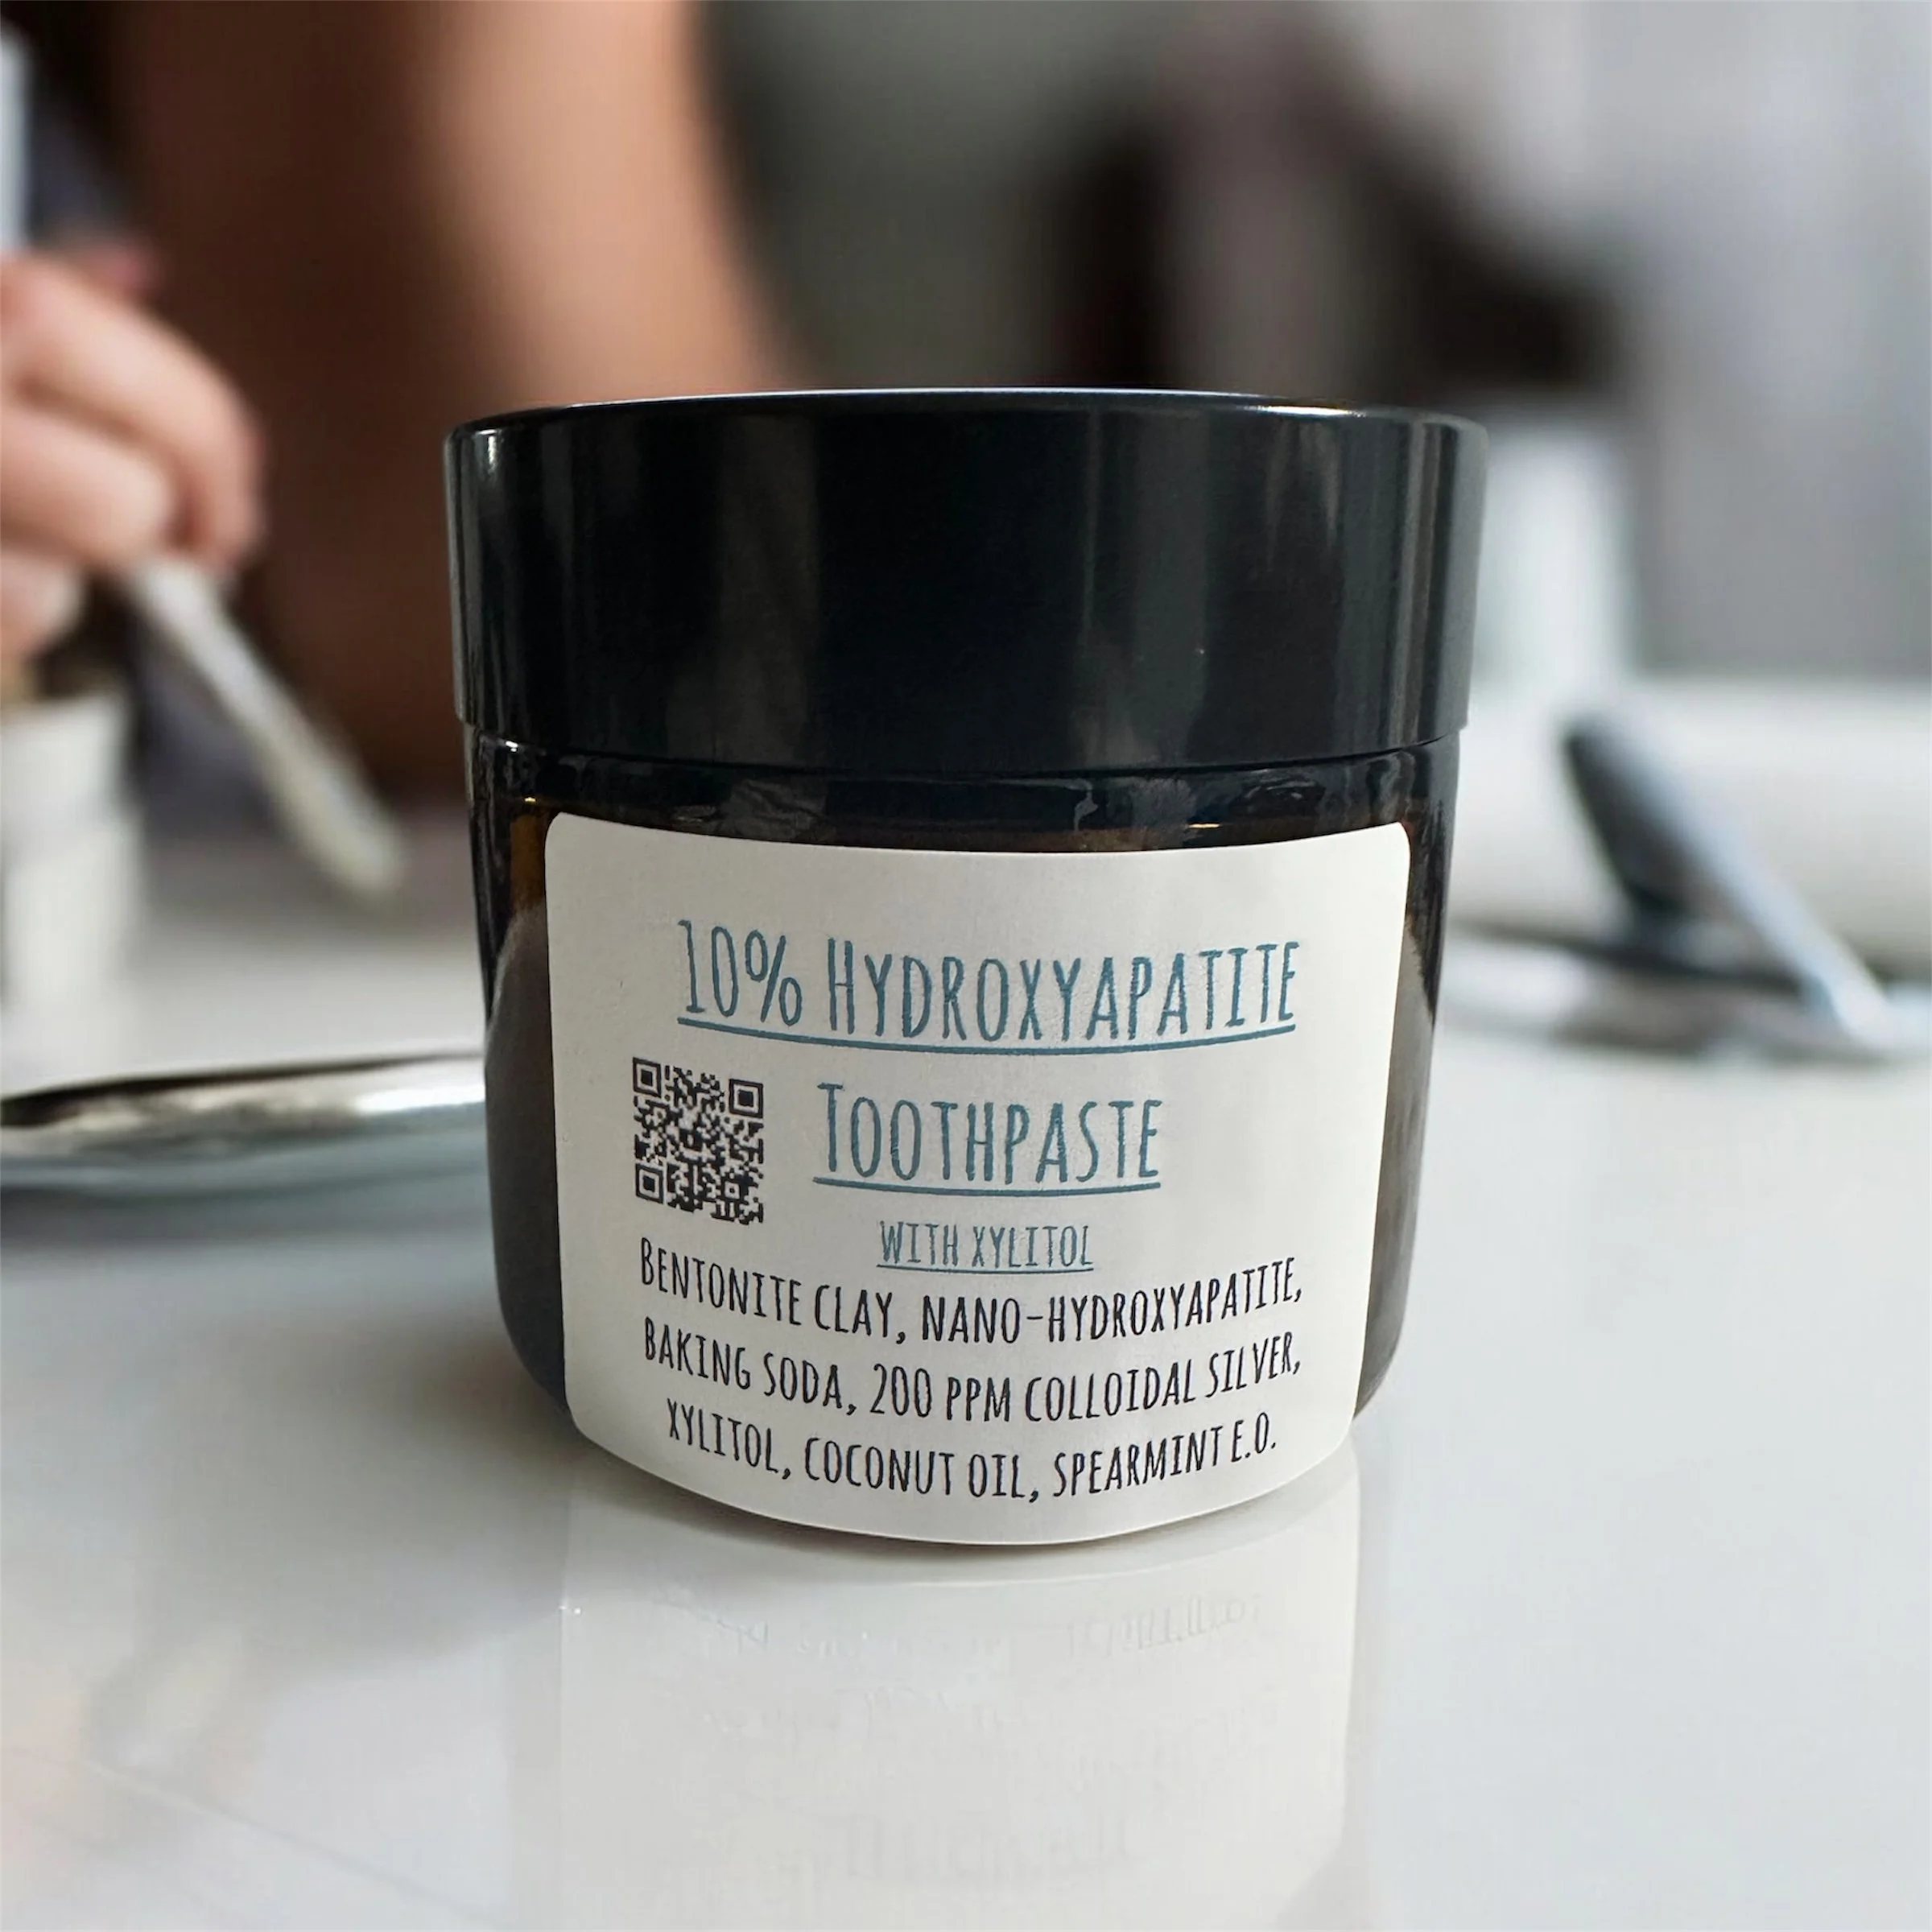 10% Hydroxyapatite
Toothpaste
with xylitol
Bentonite clay, nano-hydroxyapatite,
baking soda, 200 ppm colloidal silver,
xylitol, coconut oil, spearmint E.O.